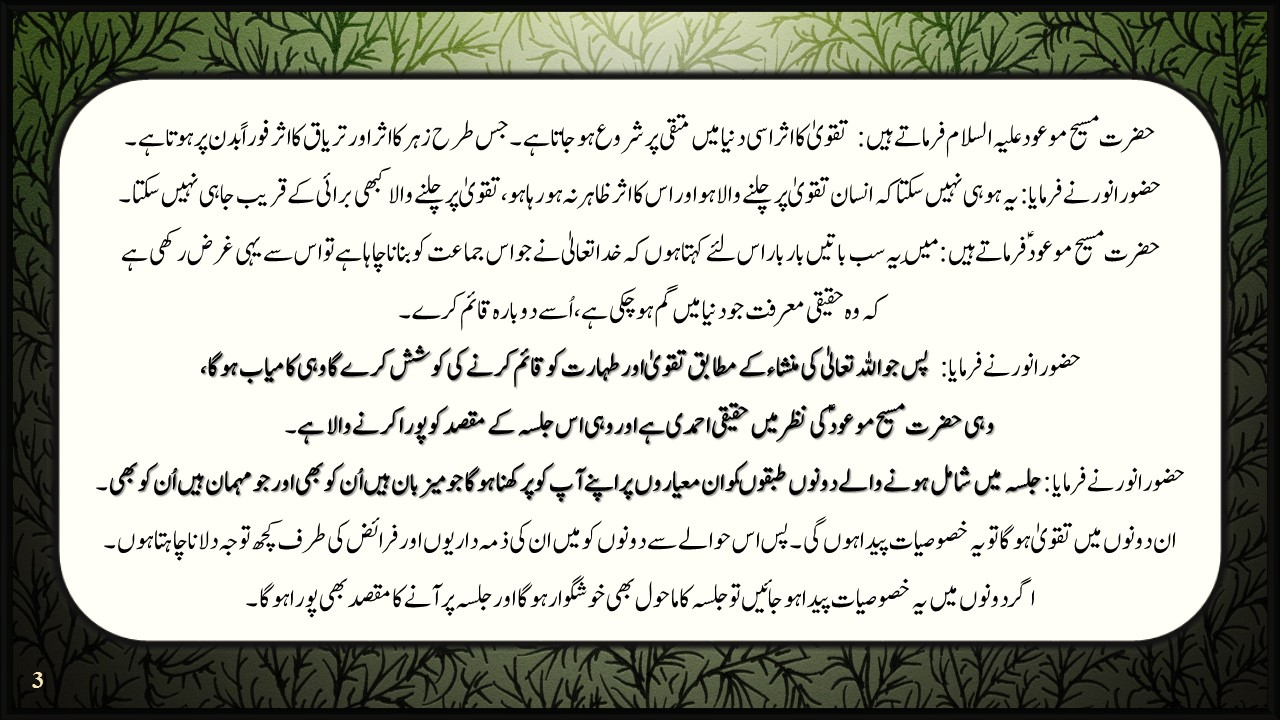 حضرت مسیح موعود علیہ السلام فرماتے ہیں: تقویٰ کا اثر اسی دنیا میں متقی پر شروع ہو جاتا ہے۔ جس طرح زہر کا اثر اور تریاق کا اثر فوراً بدن پر ہوتا ہے۔
حضور انور نے فرمایا: یہ ہو ہی نہیں سکتا کہ انسان تقویٰ پر چلنے والا ہو اور اس کا اثر ظاہر نہ ہو رہا ہو، تقویٰ پر چلنے والا کبھی برائی کے قریب جا ہی نہیں سکتا۔
حضرت مسیح موعودؑ فرماتے ہیں: میں یہ سب باتیں بار بار اس لئے کہتا ہوں کہ خدا تعالیٰ نے جو اس جماعت کو بنانا چاہا ہے تو اس سے یہی غرض رکھی ہے
کہ وہ حقیقی معرفت جو دنیا میں گم ہو چکی ہے، اُسے دوبارہ قائم کرے۔
حضور انور نے فرمایا: پس جو اللہ تعالیٰ کی منشاء کے مطابق تقویٰ اور طہارت کو قائم کرنے کی کوشش کرے گا وہی کامیاب ہو گا،
وہی حضرت مسیح موعودؑ کی نظر میں حقیقی احمدی ہے اور وہی اس جلسہ کے مقصد کو پورا کرنے والا ہے۔
حضور انور نے فرمایا: جلسہ میں شامل ہونے والے دونوں طبقوں کو ان معیاروں پر اپنے آپ کو پرکھنا ہو گا جو میزبان ہیں اُن کو بھی اور جو مہمان ہیں اُن کو بھی۔
ان دونوں میں تقویٰ ہو گا تو یہ خصوصیات پیدا ہوں گی۔ پس اس حوالے سے دونوں کو میں ان کی ذمہ داریوں اور فرائض کی طرف کچھ توجہ دلانا چاہتا ہوں۔
اگر دونوں میں یہ خصوصیات پیدا ہو جائیں تو جلسہ کا ماحول بھی خوشگوار ہو گا اور جلسہ پر آنے کا مقصد بھی پورا ہو گا۔
3